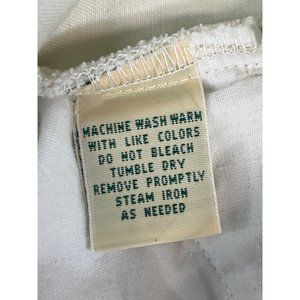 MACHINE WASH WARM
WITH LIKE COLORS
DO NOT BLEACH
TUMBLE DRY
REMOVE PROMPTLY
STEAM IRON
AS NEEDED